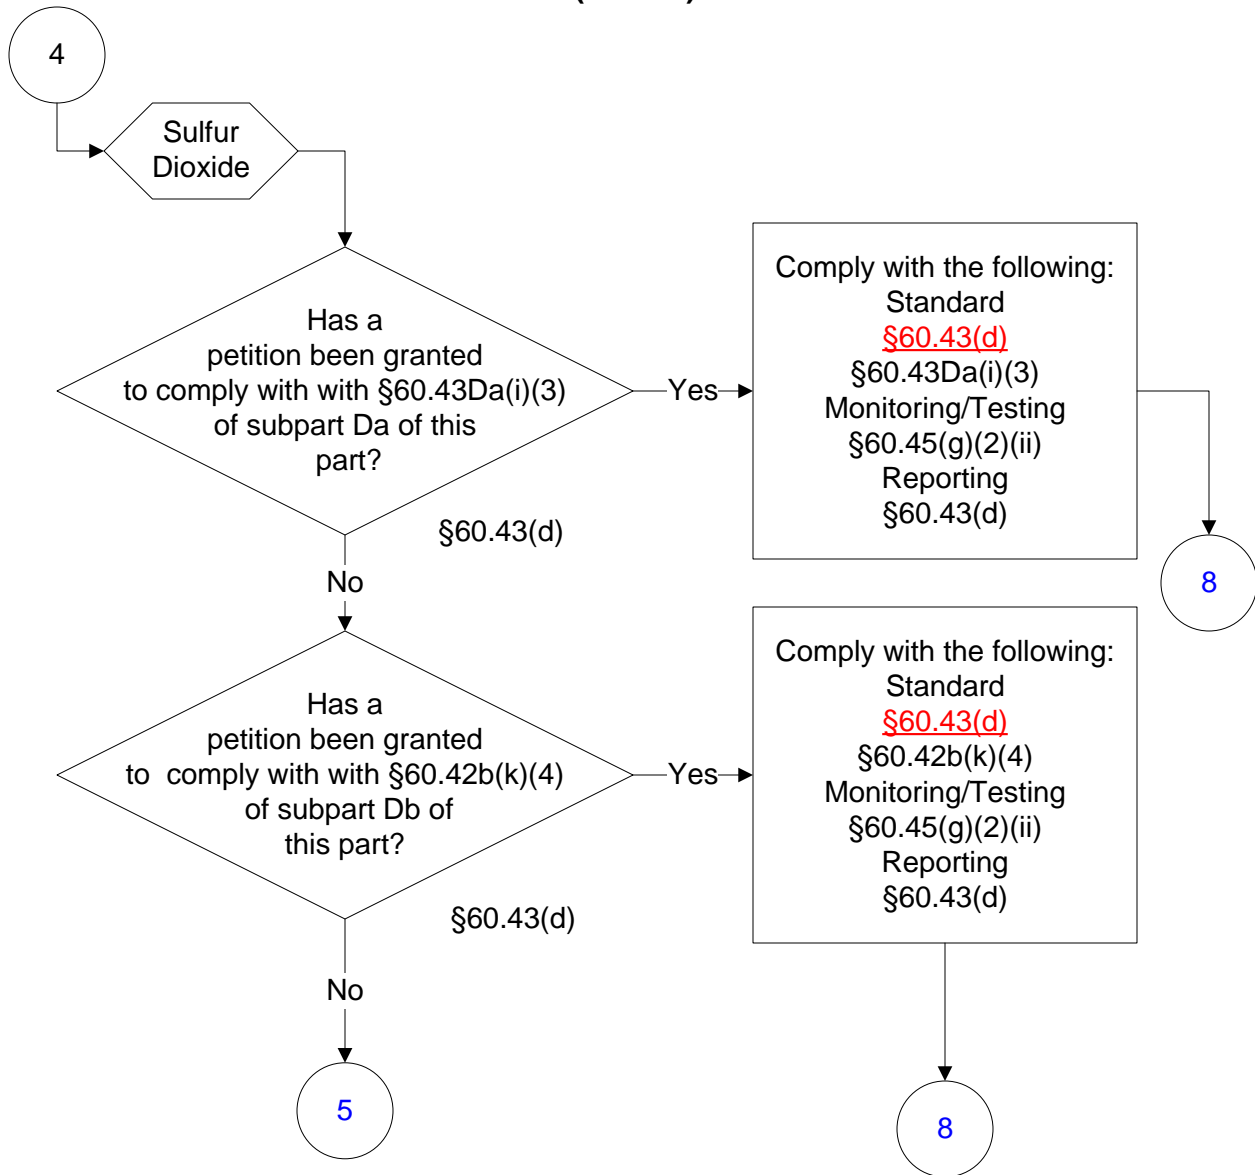 4
Sulfur
Dioxide
Has a
petition been granted
to comply with with §60.43Da(i)(3)
of subpart Da of this
part?
§60.43(d)
Yes
Comply with the following:
Standard
§60.43(d)
§60.43Da(i)(3)
Monitoring/Testing
§60.45(g)(2)(ii)
Reporting
§60.43(d)
8
No
Has a
petition been granted
to comply with with §60.42b(k)(4)
of subpart Db of
this part?
§60.43(d)
Yes
Comply with the following:
Standard
§60.43(d)
§60.42b(k)(4)
Monitoring/Testing
§60.45(g)(2)(ii)
Reporting
§60.43(d)
8
No
5